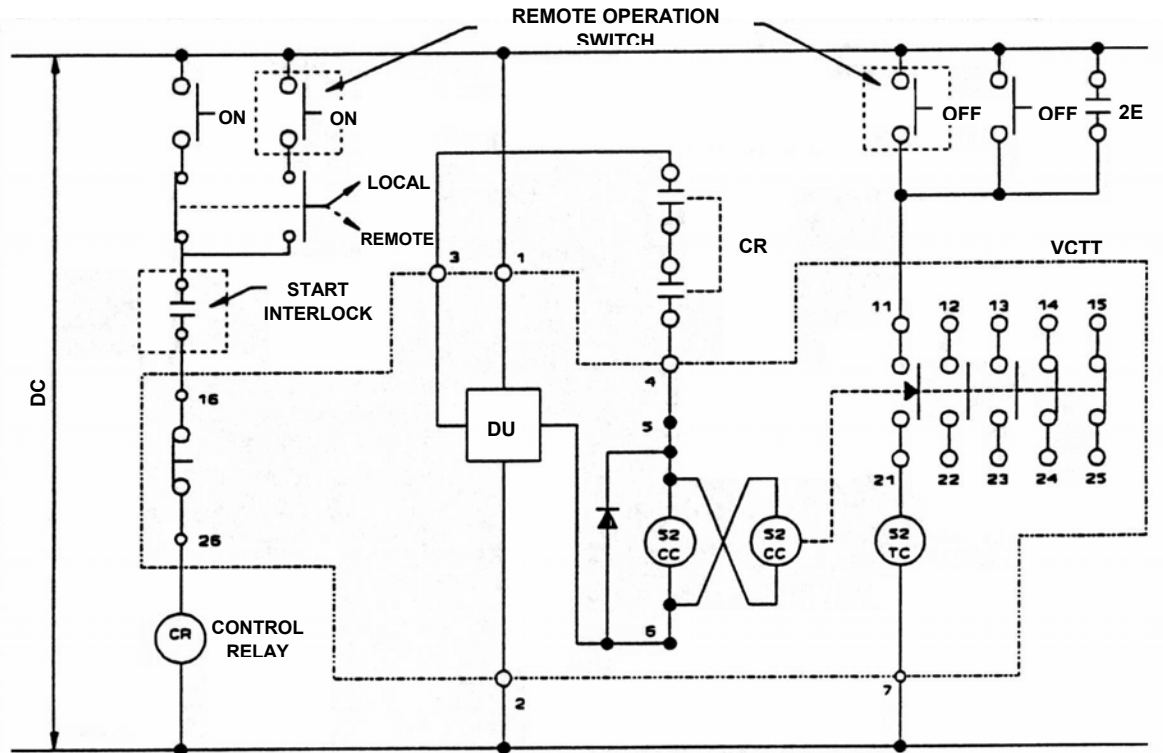 REMOTE OPERATION
SWITCH
ON
ON
OFF
OFF
2E
LOCAL
REMOTE
CR
VCTT
START
INTERLOCK
3
1
11
12
13
14
15
DC
16
4
5
DU
21
22
23
24
25
26
52
CC
52
CC
52
TC
CR
CONTROL
RELAY
6
2
7